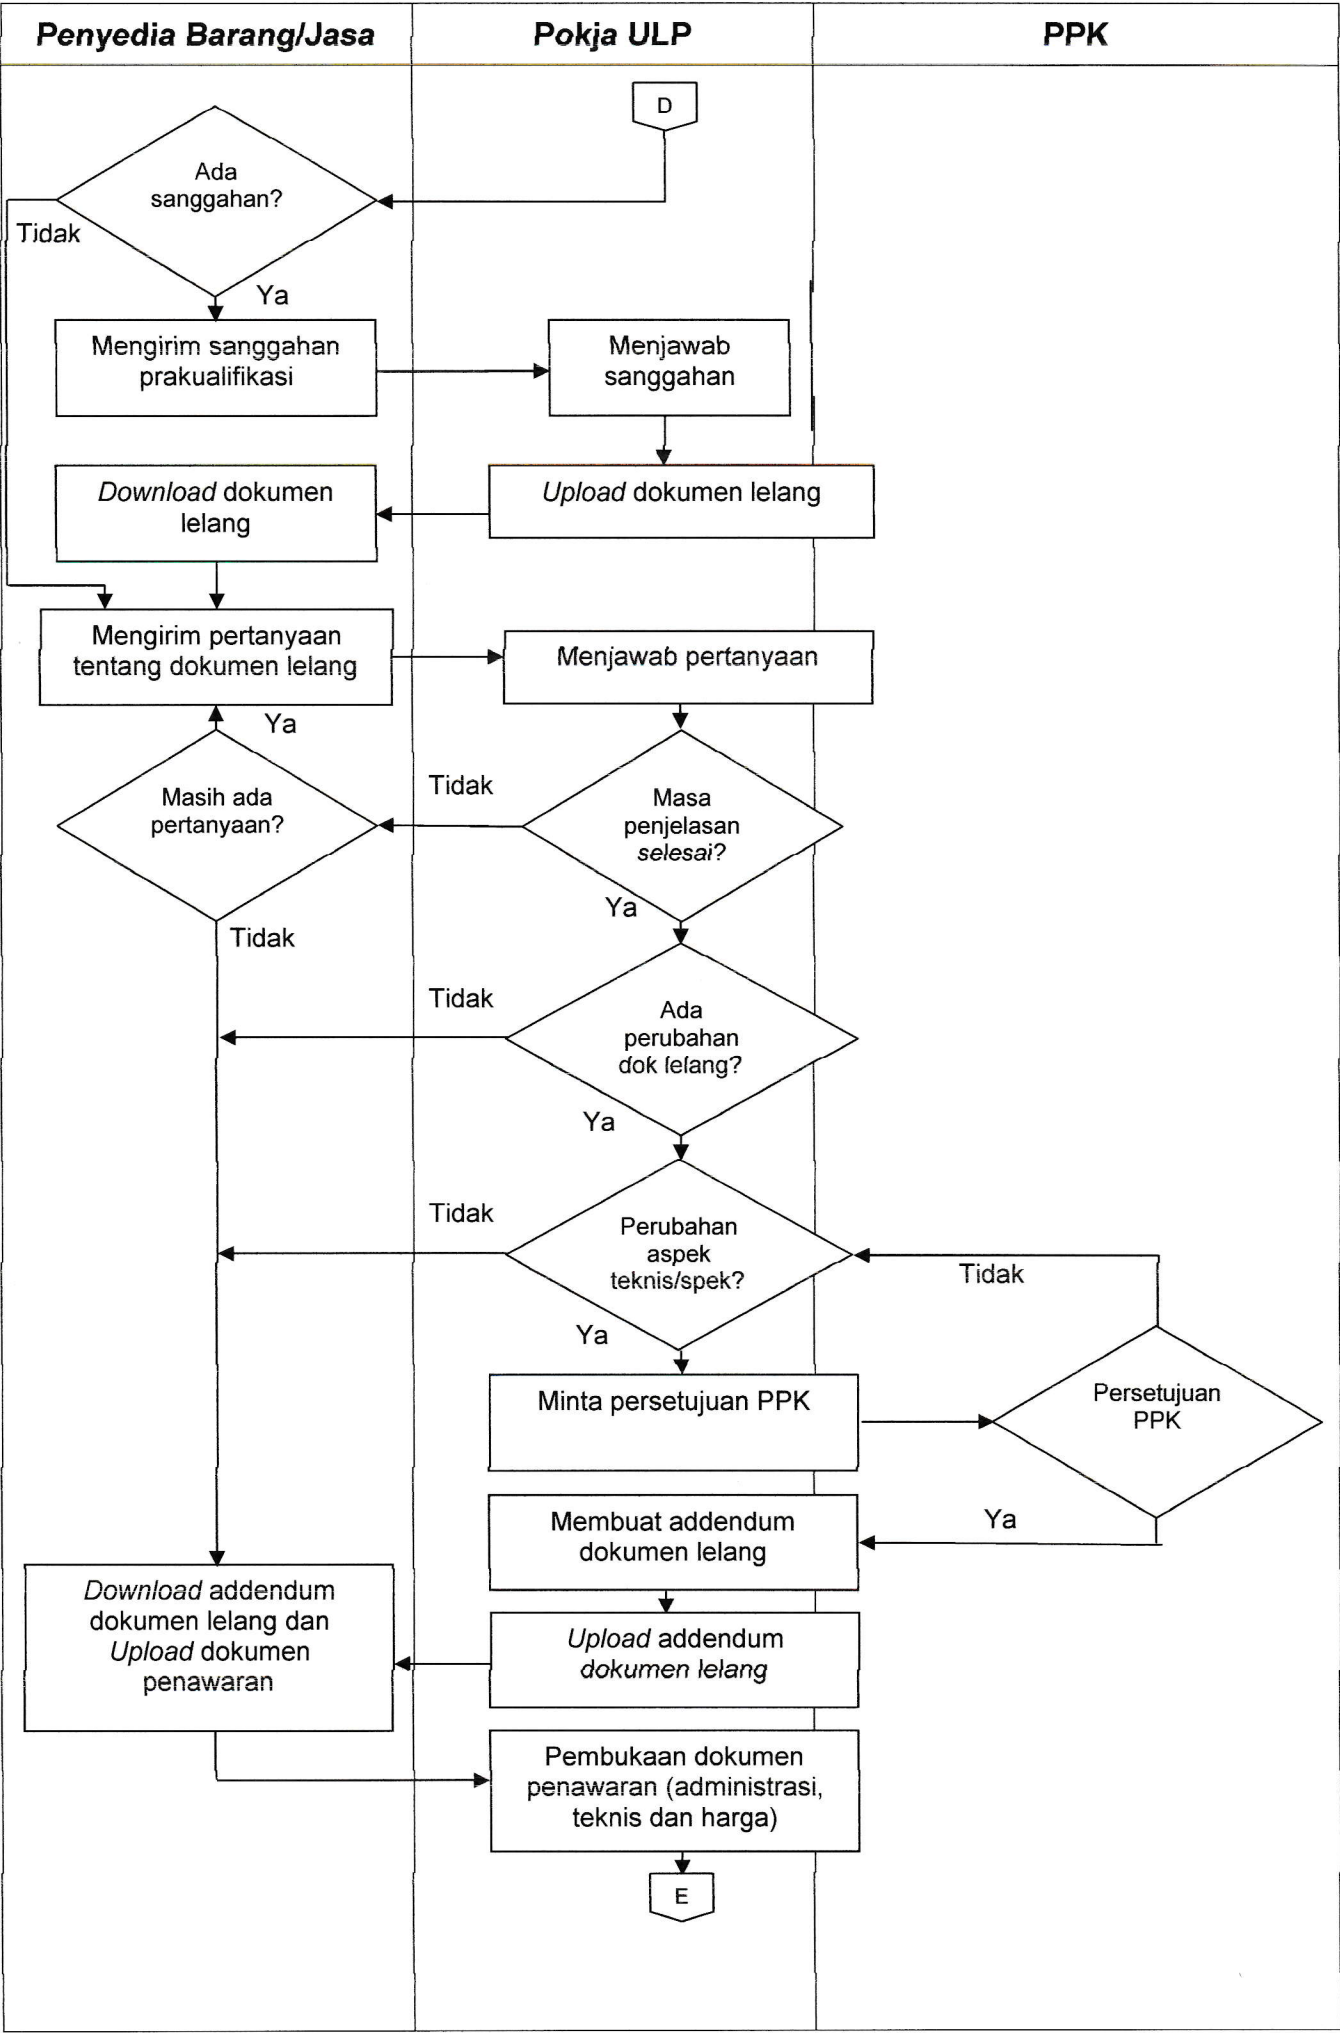 Penyedia Barang/Jasa
Pokja ULP
PPK
D
Ada
sanggahan?
Tidak
Ya
Mengirim sanggahan
prakualifikasi
Menjawab
sanggahan
Download dokumen
lelang
Upload dokumen lelang
Mengirim pertanyaan
tentang dokumen lelang
Menjawab pertanyaan
Ya
Masih ada
pertanyaan?
Tidak
Masa
penjelasan
selesai?
Ya
Tidak
Tidak
Ada
perubahan
dok lelang?
Ya
Tidak
Perubahan
aspek
teknis/spek?
Tidak
Ya
Minta persetujuan PPK
Persetujuan
PPK
Membuat addendum
dokumen lelang
Ya
Download addendum
dokumen lelang dan
Upload dokumen
penawaran
Upload addendum
dokumen lelang
Pembukaan dokumen
penawaran (administrasi,
teknis dan harga)
E